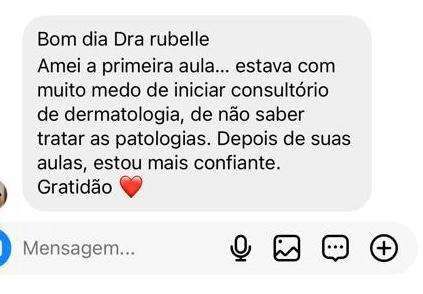 Bom dia Dra rubelle
Amei a primeira aula... estava com
muito medo de iniciar consultório
de dermatologia, de não saber
tratar as patologias. Depois de suas
aulas, estou mais confiante.
Gratidão ❤️
Mensagem...